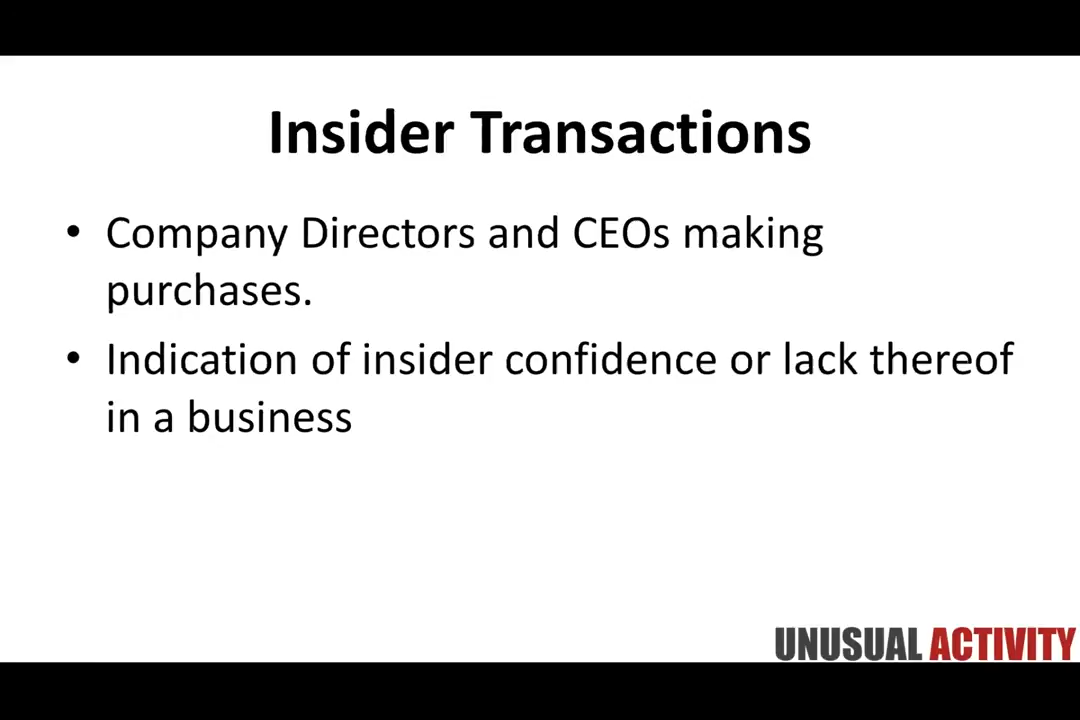 Insider Transactions
• Company Directors and CEOs making
purchases.
• Indication of insider confidence or lack thereof
in a business
UNUSUAL ACTIVITY